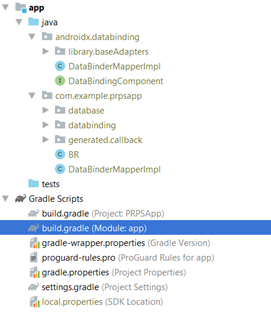 app
java
androidx.databinding
library.baseAdapters
DataBinderMapperImpl
DataBindingComponent
com.example.prpsapp
database
databinding
generated.callback
BR
DataBinderMapperImpl
tests
Gradle Scripts
build.gradle (Project: PRPSApp)
build.gradle (Module: app)
gradle-wrapper.properties (Gradle Version)
proguard-rules.pro (ProGuard Rules for app)
gradle.properties (Project Properties)
settings.gradle (Project Settings)
local.properties (SDK Location)